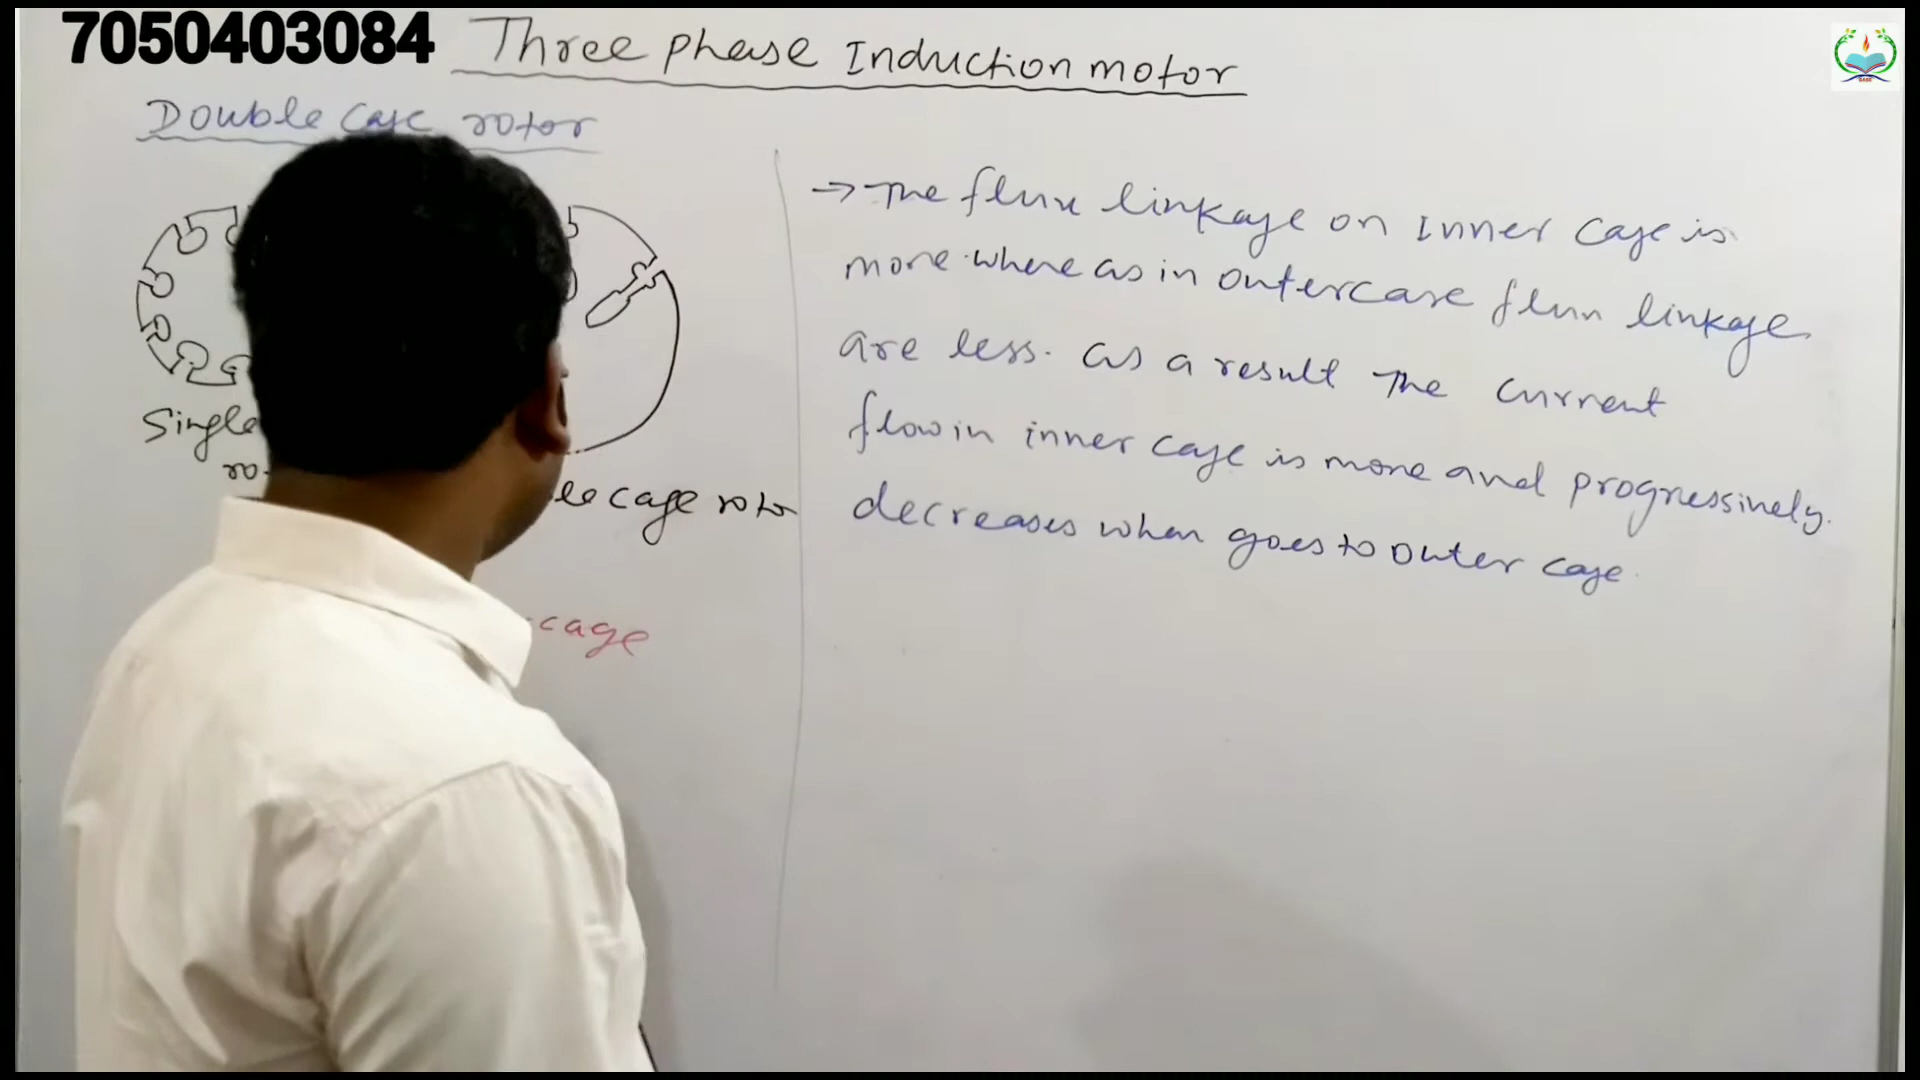 7050403084 Three phase Induction motor
Double cage rotor
→ The flux linkage on Inner cage is
more where as in outercage flux linkage
are less. as a result The current
flow in inner cage is more and progressively
decreases when goes to outer cage.
Single
ro
le cage rotor
cage